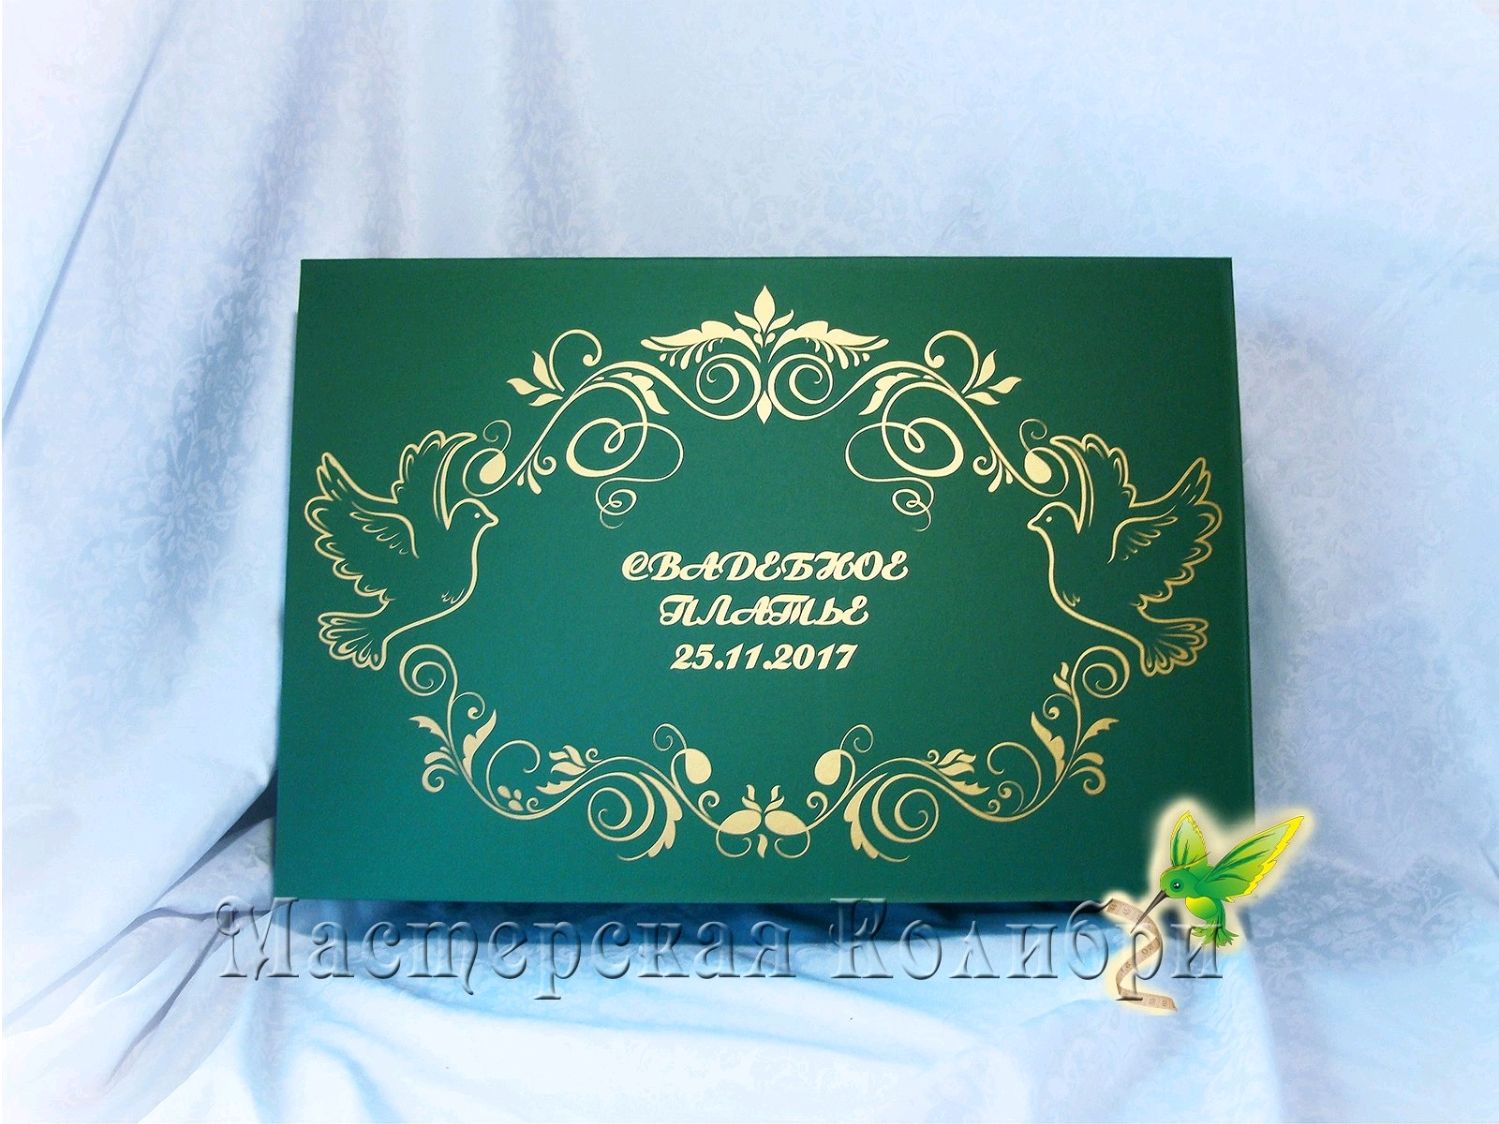 СВАДЕБНОЕ
ПЛАТЬЕ
25.11.2017
Мастерская Колибри